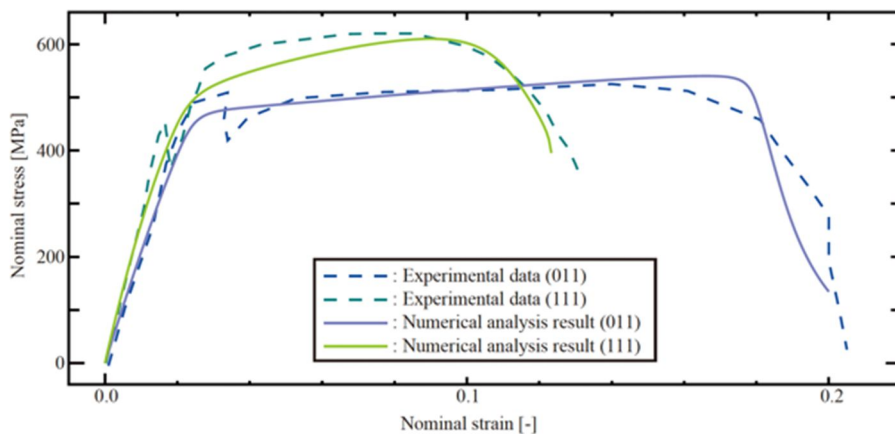 600
400
200
0
Nominal stress [MPa]
: Experimental data (011)
: Experimental data (111)
: Numerical analysis result (011)
: Numerical analysis result (111)
0.0
0.1
0.2
Nominal strain [-]